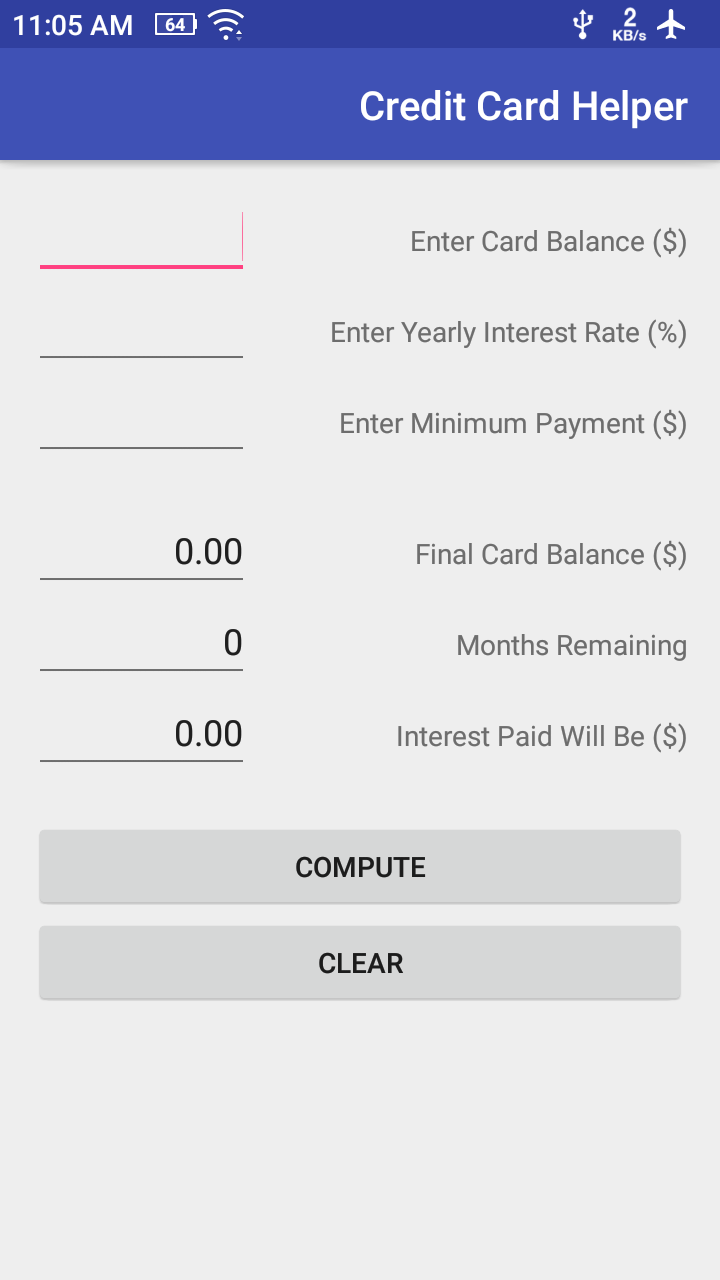 11:05 AM 64 2 KB/s
Credit Card Helper
Enter Card Balance ($)
Enter Yearly Interest Rate (%)
Enter Minimum Payment ($)
0.00 Final Card Balance ($)
0 Months Remaining
0.00 Interest Paid Will Be ($)
COMPUTE
CLEAR